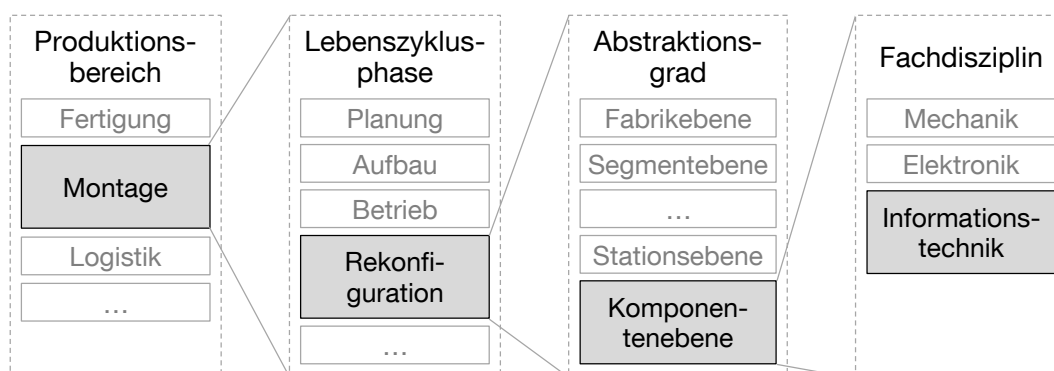 Produktions-
bereich
Fertigung
Montage
Logistik
...
Lebenszyklus-
phase
Planung
Aufbau
Betrieb
Rekonfi-
guration
...
Abstraktions-
grad
Fabrikebene
Segmentebene
...
Stationsebene
Komponen-
tenebene
Fachdisziplin
Mechanik
Elektronik
Informations-
technik